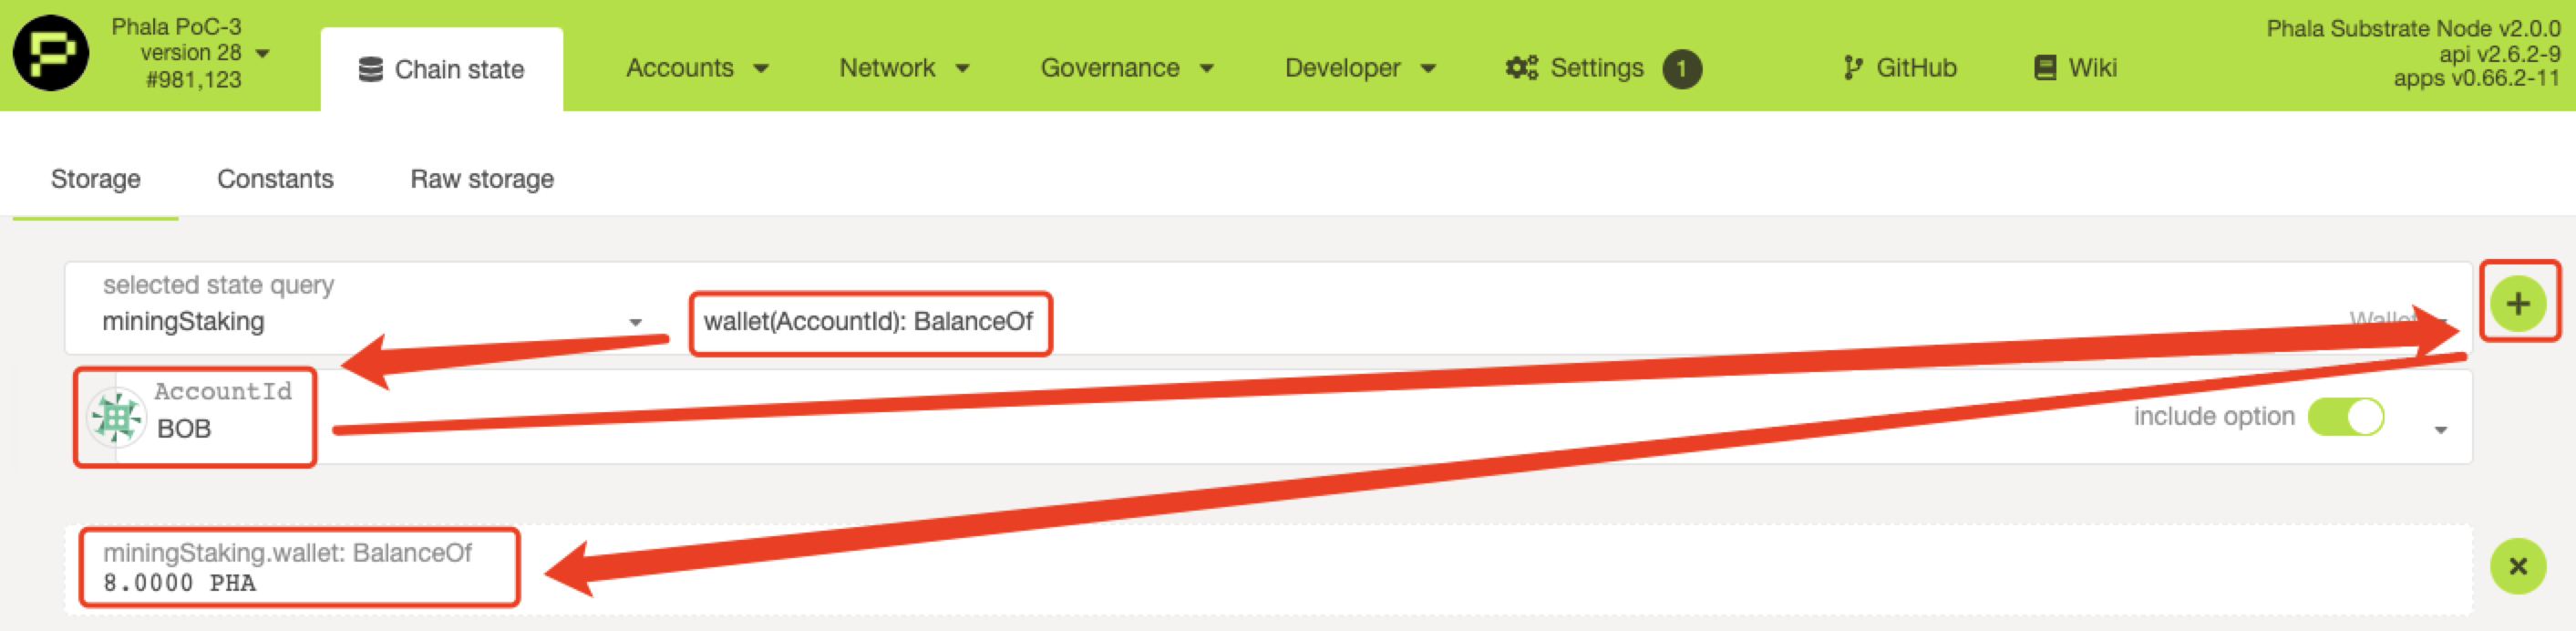 Phala PoC-3
version 28
#981,123
Chain state
Accounts
Network
Governance
Developer
Settings 1
GitHub
Wiki
Phala Substrate Node v2.0.0
api v2.6.2-9
apps v0.66.2-11
Storage
Constants
Raw storage
selected state query
miningStaking
wallet(AccountId): BalanceOf
Wallet
AccountId
BOB
include option
miningStaking.wallet: BalanceOf
8.0000 PHA